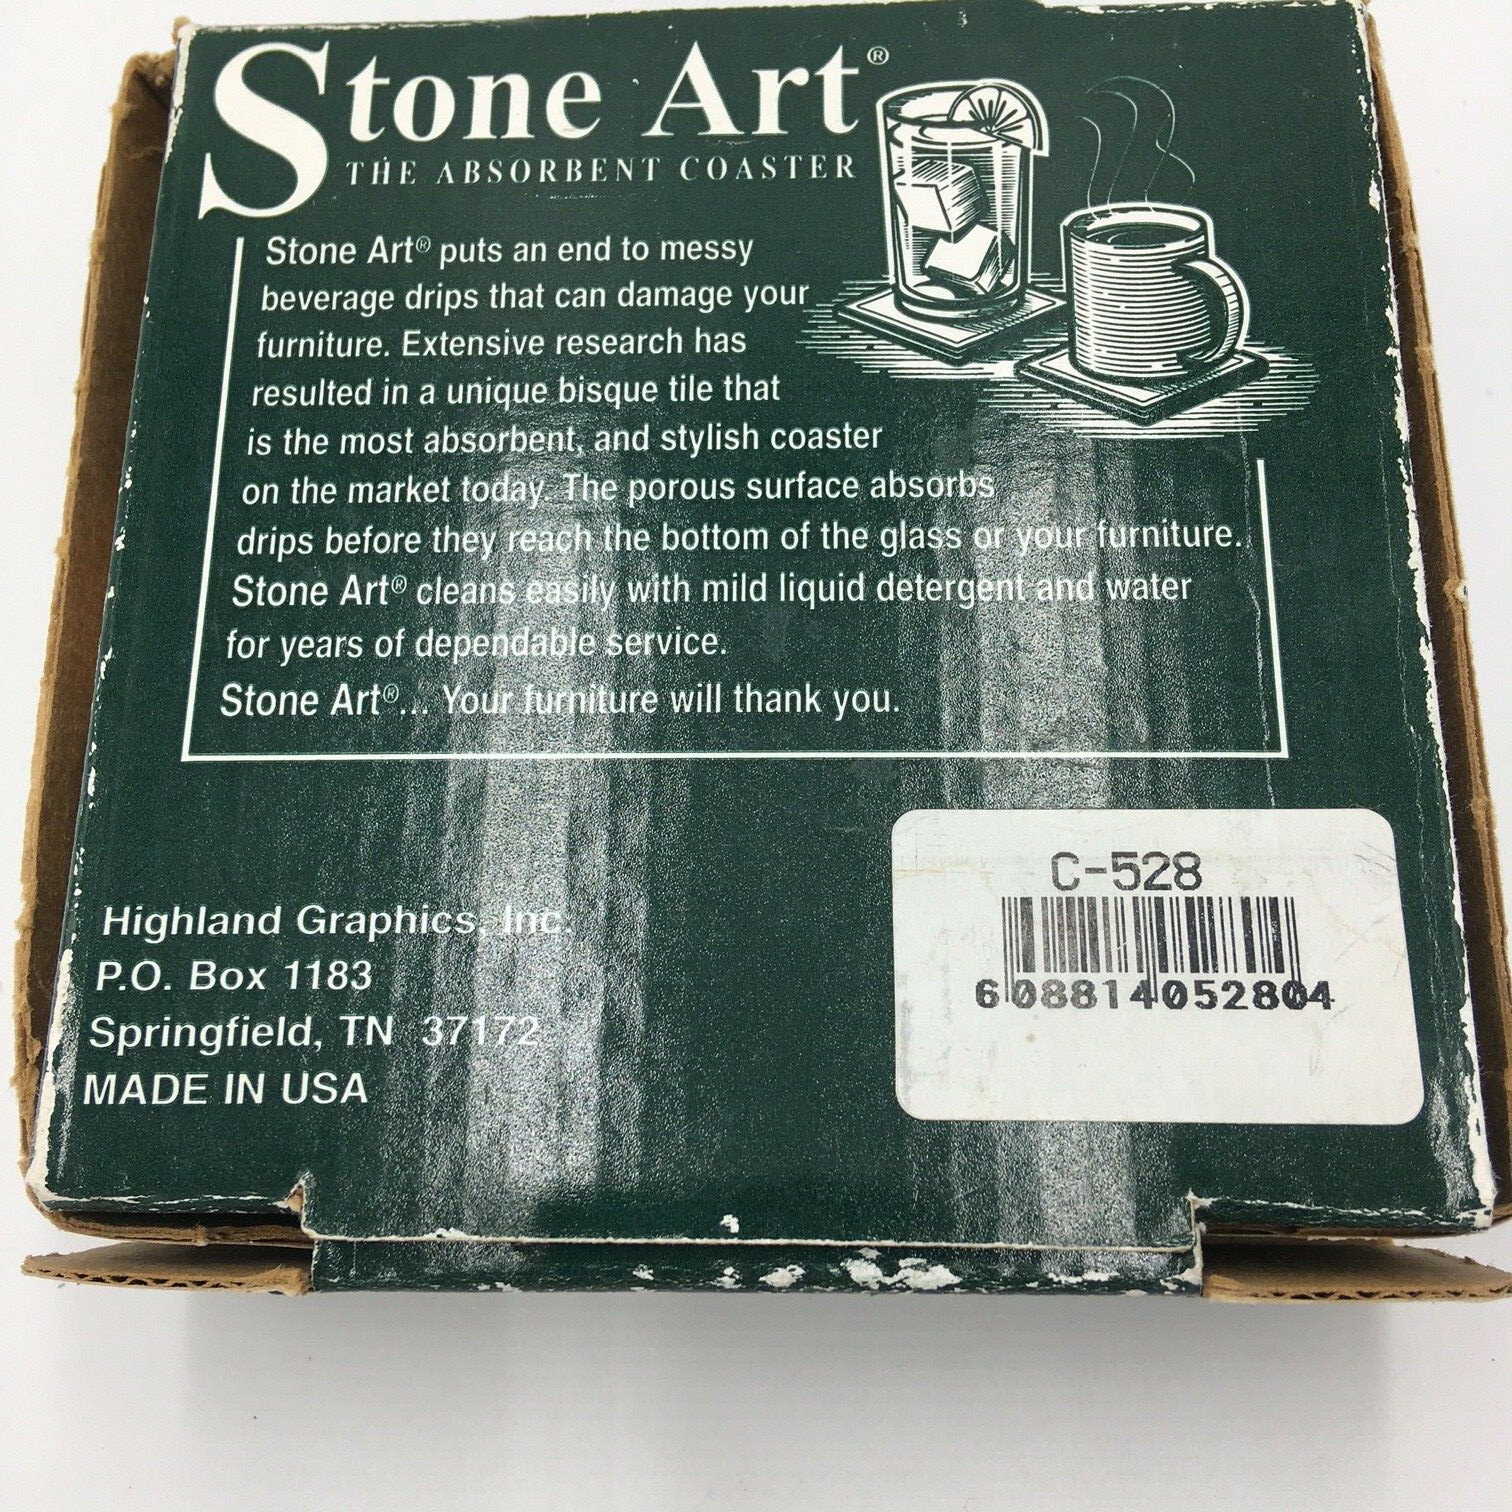 Stone Art®
THE ABSORBENT COASTER
Stone Art® puts an end to messy
beverage drips that can damage your
furniture. Extensive research has
resulted in a unique bisque tile that
is the most absorbent, and stylish coaster
on the market today. The porous surface absorbs
drips before they reach the bottom of the glass or your furniture.
Stone Art® cleans easily with mild liquid detergent and water
for years of dependable service.
Stone Art®... Your furniture will thank you.
Highland Graphics, Inc.
P.O. Box 1183
Springfield, TN 37172
MADE IN USA
C-528
608814052804